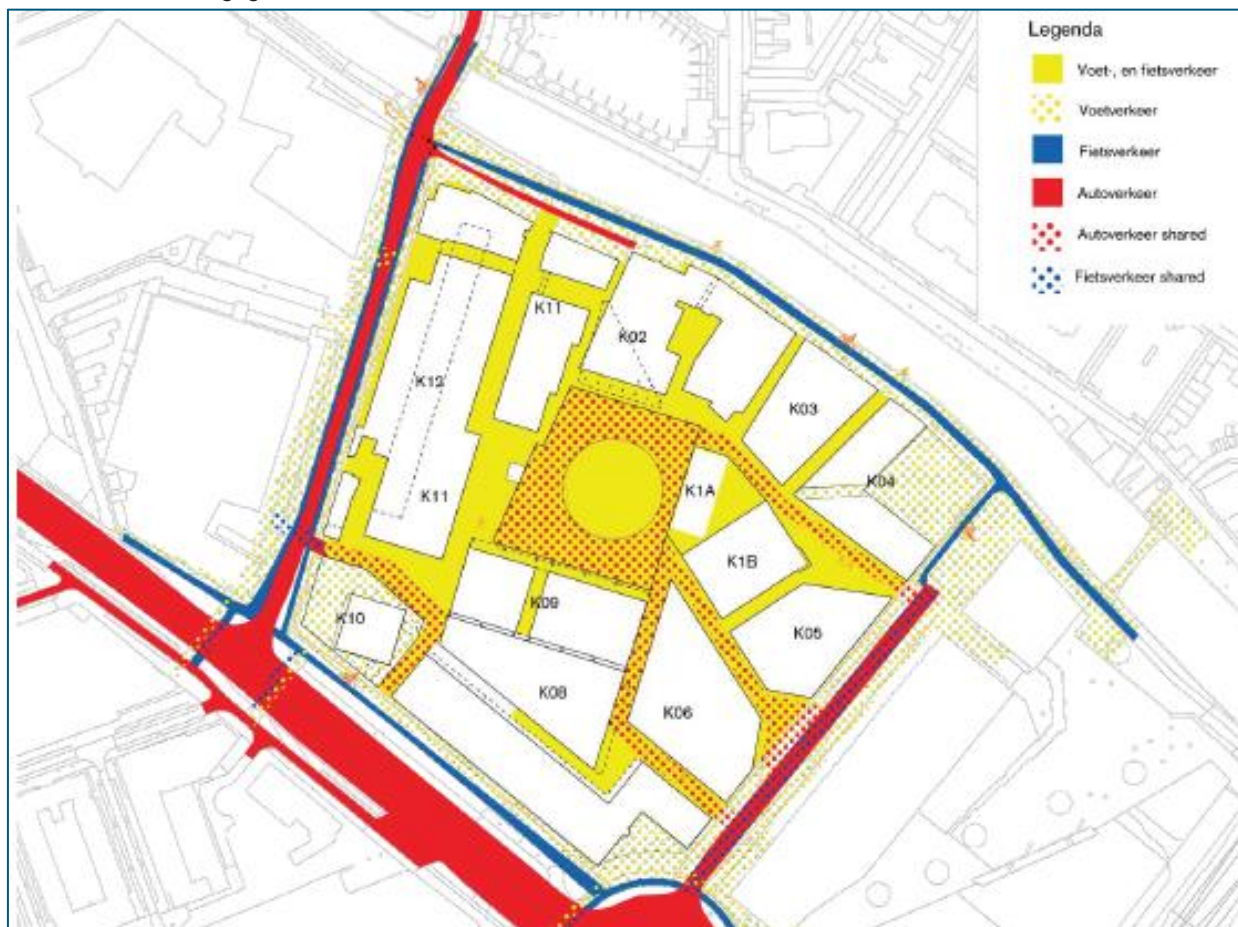 Legenda
Voet-, en fietsverkeer
Voetverkeer
Fietsverkeer
Autoverkeer
Autoverkeer shared
Fietsverkeer shared
K11
K02
K12
K03
K1A
K04
K11
K1B
K09
K10
K05
K08
K06